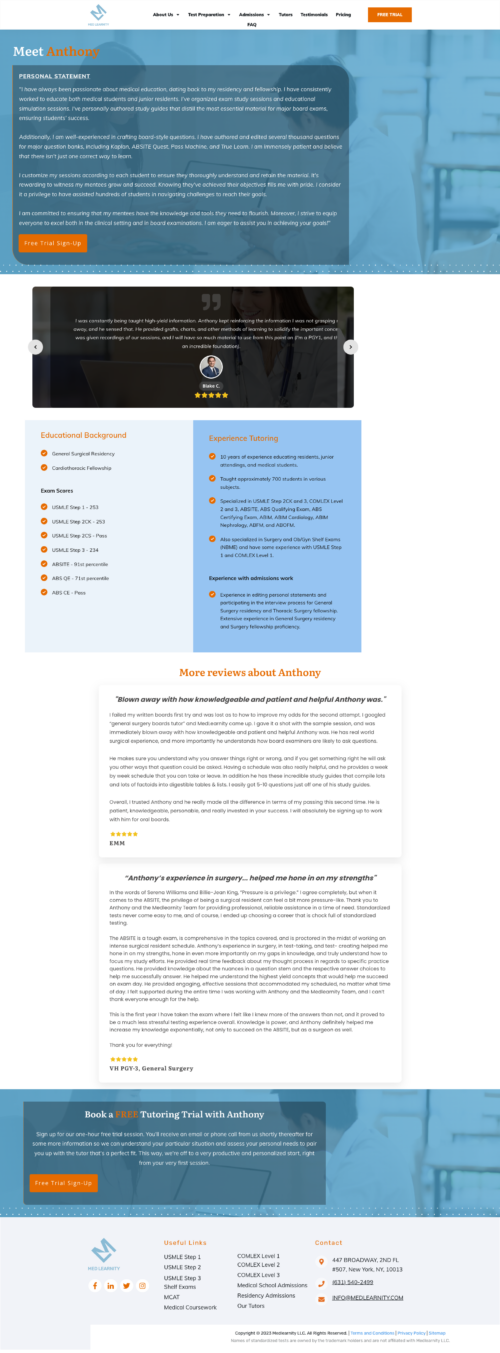 About Us
Test Preparation
Admissions
Tutors
Testimonials
Pricing
FAQ
FREE TRIAL
MEDLEARNITY
Meet Anthony
PERSONAL STATEMENT
"I have always been passionate about medical education, dating back to my residency and fellowship. I have consistently
worked to educate both medical students and junior residents. I've organized exam study sessions and educational
simulation sessions. I've personally authored study guides that distill the most essential material for major board exams,
ensuring students' success.
Additionally, I am well-experienced in crafting board-style questions. I have authored and edited several thousand questions
for major question banks, including Kaplan, ABSITE Quest, Pass Machine, and True Learn. I am immensely patient and believe
that there isn't just one correct way to learn.
I customize my sessions according to each student to ensure they thoroughly understand and retain the material. It's
rewarding to witness my mentees grow and succeed. Knowing they've achieved their objectives fills me with pride. I consider
it a privilege to have assisted hundreds of students in navigating challenges to reach their goals.
I am committed to ensuring that my mentees have the knowledge and tools they need to flourish. Moreover, I strive to equip
everyone to excel both in the clinical setting and in board examinations. I am eager to assist you in achieving your goals!"
Free Trial Sign-Up
I was constantly being taught high-yield information. Anthony kept reinforcing the information I was not grasping
away, and he sensed that. He provided grafts, charts, and other methods of learning to solidify the important conce
was given recordings of our sessions, and I will have so much material to use from this point on (I'm a PGY1, and th
an incredible foundation).
Blake C.
Educational Background
General Surgical Residency
Cardiothoracic Fellowship
Exam Scores
USMLE Step 1 - 253
USMLE Step 2CK - 253
USMLE Step 2CS - Pass
USMLE Step 3 - 234
ABSITE - 91st percentile
ABS QE - 71st percentile
ABS CE - Pass
Experience Tutoring
10 years of experience educating residents, junior
attendings, and medical students.
Taught approximately 700 students in various
subjects.
Specialized in USMLE Step 2CK and 3, COMLEX Level
2 and 3, ABSITE, ABS Qualifying Exam, ABS
Certifying Exam, ABIM, ABIM Cardiology, ABIM
Nephrology, ABFM, and ABOFM.
Also specialized in Surgery and Ob/Gyn Shelf Exams
(NBME) and have some experience with USMLE Step
1 and COMLEX Level 1.
Experience with admissions work
Experience in editing personal statements and
participating in the interview process for General
Surgery residency and Thoracic Surgery fellowship.
Extensive experience in General Surgery residency
and Surgery fellowship proficiency.
More reviews about Anthony
"Blown away with how knowledgeable and patient and helpful Anthony was."
I failed my written boards first try and was lost as to how to improve my odds for the second attempt. I googled
"general surgery boards tutor" and MedLearnity came up. I gave it a shot with the sample session, and was
immediately blown away with how knowledgeable and patient and helpful Anthony was. He has real world
surgical experience, and more importantly he understands how board examiners are likely to ask questions.
He makes sure you understand why you answer things right or wrong, and if you get something right he will ask
you other ways that question could be asked. Having a schedule was also really helpful, and he provides a week
by week schedule that you can take or leave. In addition he has these incredible study guides that compile lots
and lots of factoids into digestible tables & lists. I easily got 5-10 questions just off one of his study guides.
Overall, I trusted Anthony and he really made all the difference in terms of my passing this second time. He is
patient, knowledgeable, personable, and really invested in your success. I will absolutely be signing up to work
with him for oral boards.
EMM
"Anthony's experience in surgery... helped me hone in on my strengths"
In the words of Serena Williams and Billie-Jean King, "Pressure is a privilege." I agree completely, but when it
comes to the ABSITE, the privilege of being a surgical resident can feel a bit more pressure-like. Thank you to
Anthony and the Medlearnity Team for providing professional, reliable assistance in a time of need. Standardized
tests never came easy to me, and of course, I ended up choosing a career that is chock full of standardized
testing.
The ABSITE is a tough exam, is comprehensive in the topics covered, and is proctored in the midst of working an
intense surgical resident schedule. Anthony's experience in surgery, in test-taking, and test- creating helped me
hone in on my strengths, hone in even more importantly on my gaps in knowledge, and truly understand how to
focus my study efforts. He provided real time feedback about my thought process in regards to specific practice
questions. He provided knowledge about the nuances in a question stem and the respective answer choices to
help me successfully answer. He helped me understand the highest yield concepts that would help me succeed
on exam day. He provided engaging, effective sessions that accommodated my scheduled, no matter what time
of day. I felt supported during the entire time I was working with Anthony and the Medlearnity Team, and I can't
thank everyone enough for the help.
This is the first year I have taken the exam where I felt like I knew more of the answers than not, and it proved to
be a much less stressful testing experience overall. Knowledge is power, and Anthony definitely helped me
increase my knowledge exponentially, not only to succeed on the ABSITE, but as a surgeon as well.
Thank you for everything!
VH PGY-3, General Surgery
Book a FREE Tutoring Trial with Anthony
Sign up for our one-hour free trial session. You'll receive an email or phone call from us shortly thereafter for
some more information so we can understand your particular situation and assess your personal needs to pair
you up with the tutor that's a perfect fit. This way, we're off to a very productive and personalized start, right
from your very first session
Free Trial Sign-Up
MEDLEARNITY
Useful Links
USMLE Step 1
USMLE Step 2
USMLE Step 3
Shelf Exams
MCAT
Medical Coursework
COMLEX Level 1
COMLEX Level 2
COMLEX Level 3
Medical School Admissions
Residency Admissions
Our Tutors
Contact
447 BROADWAY, 2ND FL
#507, New York, NY, 10013
(631) 540-2499
INFO@MEDLEARNITY.COM
Copyright © 2023 Medlearnity LLC. All Rights Reserved. | Terms and Conditions | Privacy Policy | Sitemap
Names of standardized tests are owned by the trademark holders and are not affiliated with Medlearnity LLC.